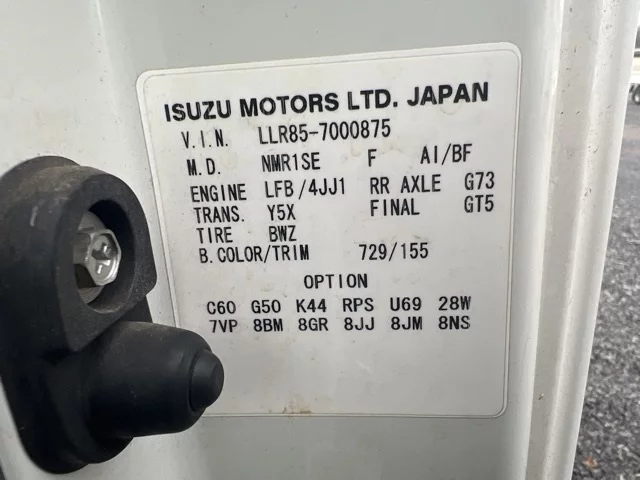 ISUZU MOTORS LTD. JAPAN
V.I.N. LLR85-7000875
M.D. NMR1SE F AI/BF
ENGINE LFB/4JJ1 RR AXLE G73
TRANS. Y5X FINAL GT5
TIRE BWZ
B.COLOR/TRIM 729/155
OPTION
C60 G50 K44 RPS U69 28W
7VP 8BM 8GR 8JJ 8JM 8NS